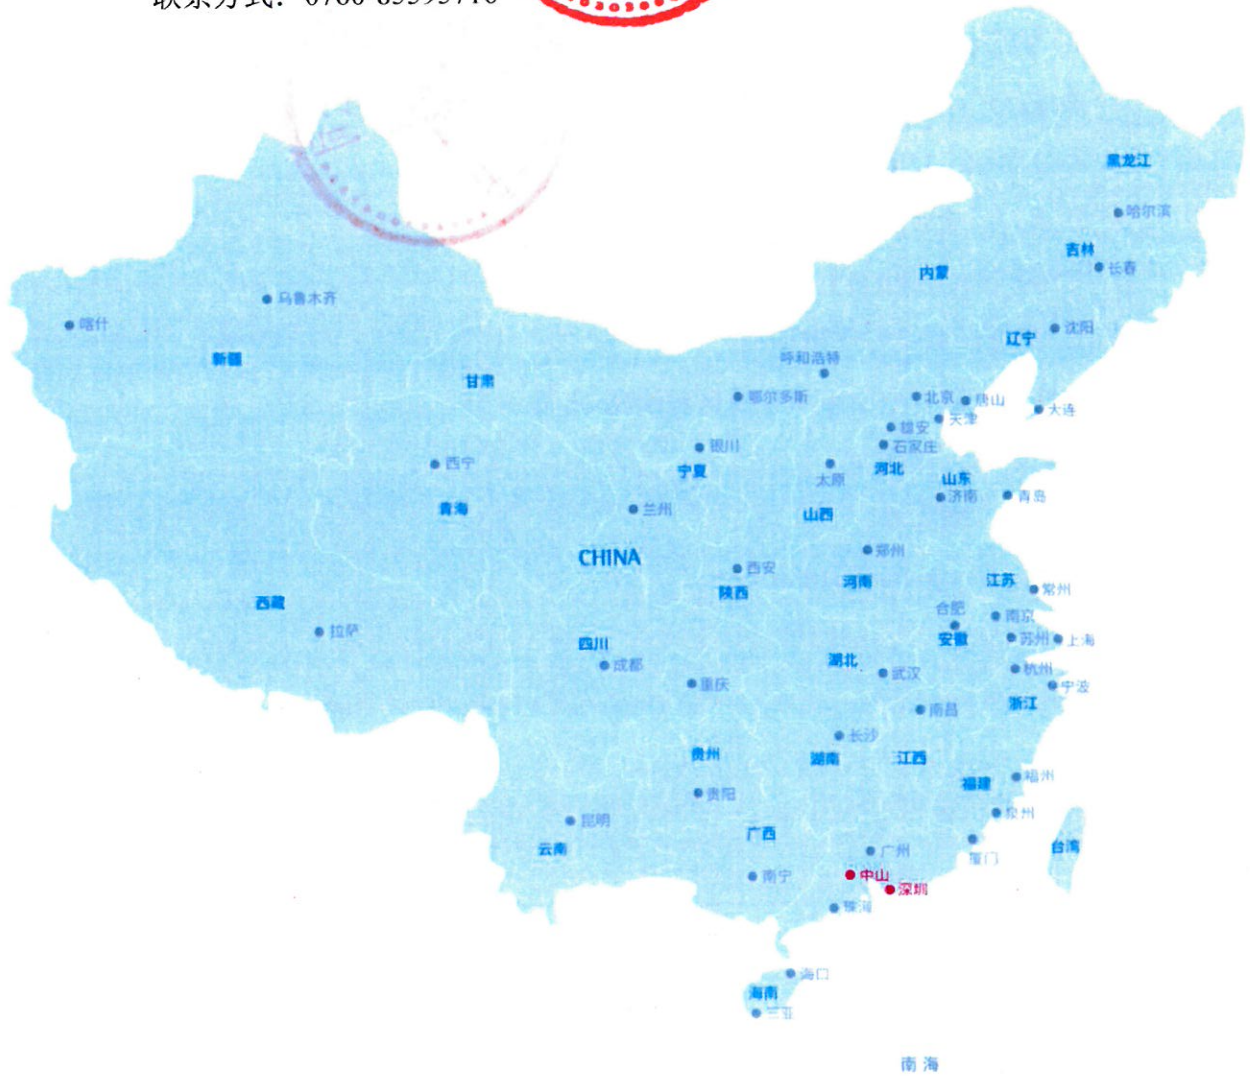 联系方式：0760-85595716
黑龙江
哈尔滨
吉林
长春
内蒙
乌鲁木齐
喀什
沈阳
辽宁
新疆
呼和浩特
甘肃
鄂尔多斯
北京
唐山
大连
天津
雄安
石家庄
银川
西宁
太原
宁夏
河北
山东
济南
青岛
青海
兰州
山西
郑州
CHINA
西安
河南
江苏
常州
陕西
西藏
合肥
南京
拉萨
安徽
苏州
上海
四川
成都
湖北
武汉
杭州
重庆
宁波
浙江
南昌
长沙
贵州
湖南
江西
福州
福建
贵阳
泉州
昆明
广西
云南
广州
厦门
台湾
南宁
中山
深圳
珠海
海口
海南
三亚
南海